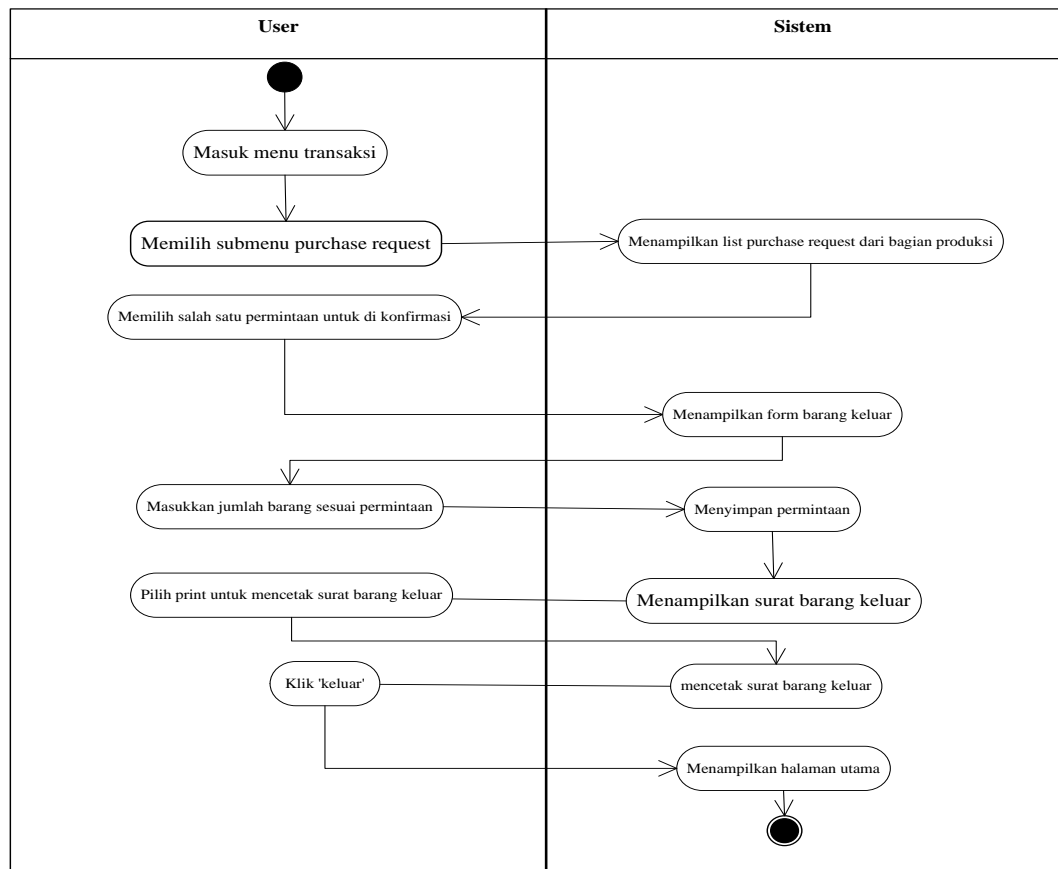 User
Sistem
Masuk menu transaksi
Memilih submenu purchase request
Menampilkan list purchase request dari bagian produksi
Memilih salah satu permintaan untuk di konfirmasi
Menampilkan form barang keluar
Masukkan jumlah barang sesuai permintaan
Menyimpan permintaan
Menampilkan surat barang keluar
Pilih print untuk mencetak surat barang keluar
mencetak surat barang keluar
Klik 'keluar'
Menampilkan halaman utama